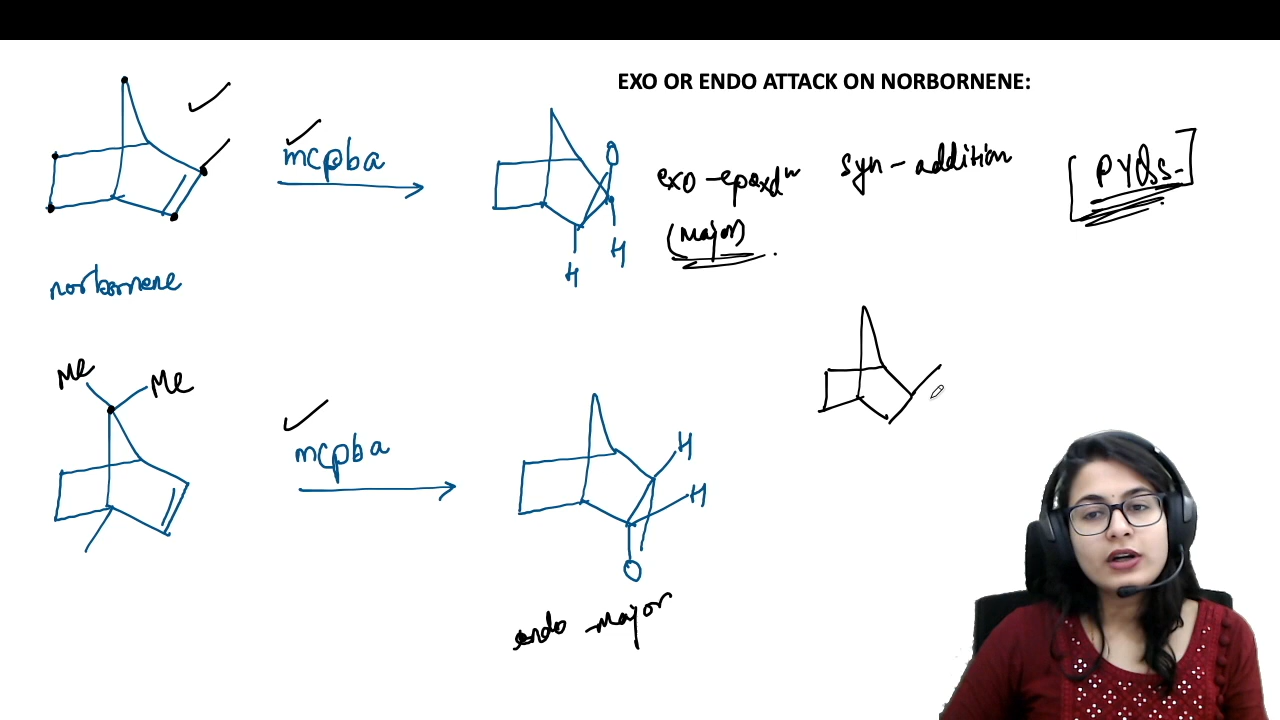 EXO OR ENDO ATTACK ON NORBORNENE:
mcpba
O
H
H
exo-epoxdn
(major)
syn-addition
[PYQs-]
norbornene
Me
Me
mcpba
H
H
O
endo-major